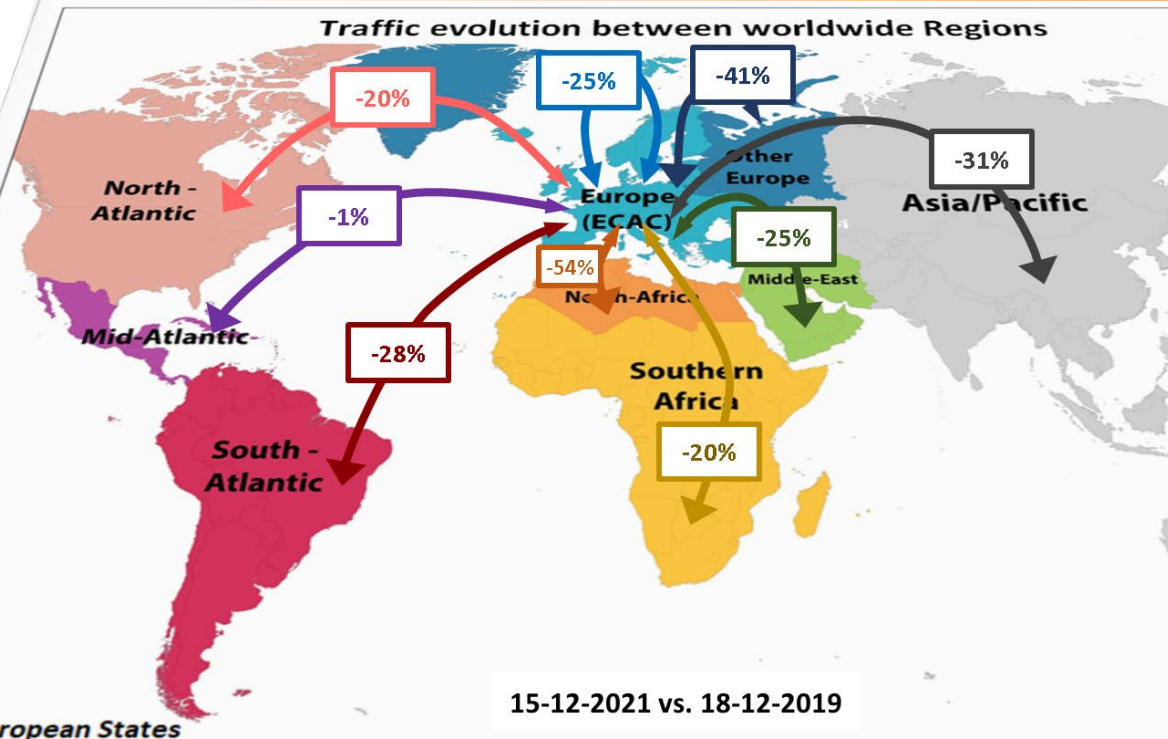 Traffic evolution between worldwide Regions
-20%
-25%
-41%
-31%
Other
Europe
North -
Atlantic
Europe
(ECAC)
Asia/Pacific
-1%
-25%
-54%
Middle-East
North-Africa
Mid-Atlantic
-28%
Southern
Africa
South -
Atlantic
-20%
15-12-2021 vs. 18-12-2019
ropean States